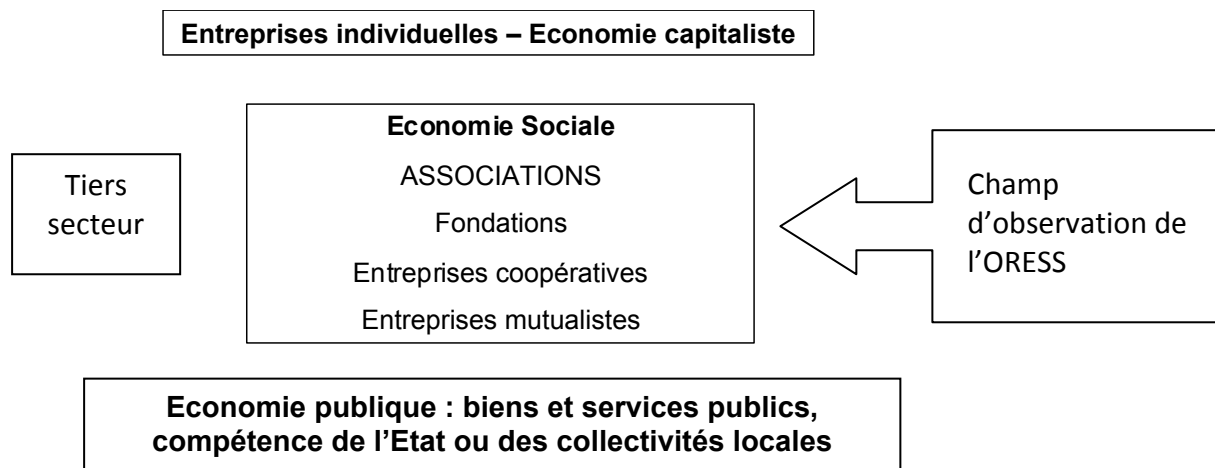 Entreprises individuelles – Economie capitaliste
Economie Sociale
ASSOCIATIONS
Fondations
Entreprises coopératives
Entreprises mutualistes
Tiers
secteur
Champ
d’observation de
l’ORESS
Economie publique : biens et services publics,
compétence de l’Etat ou des collectivités locales